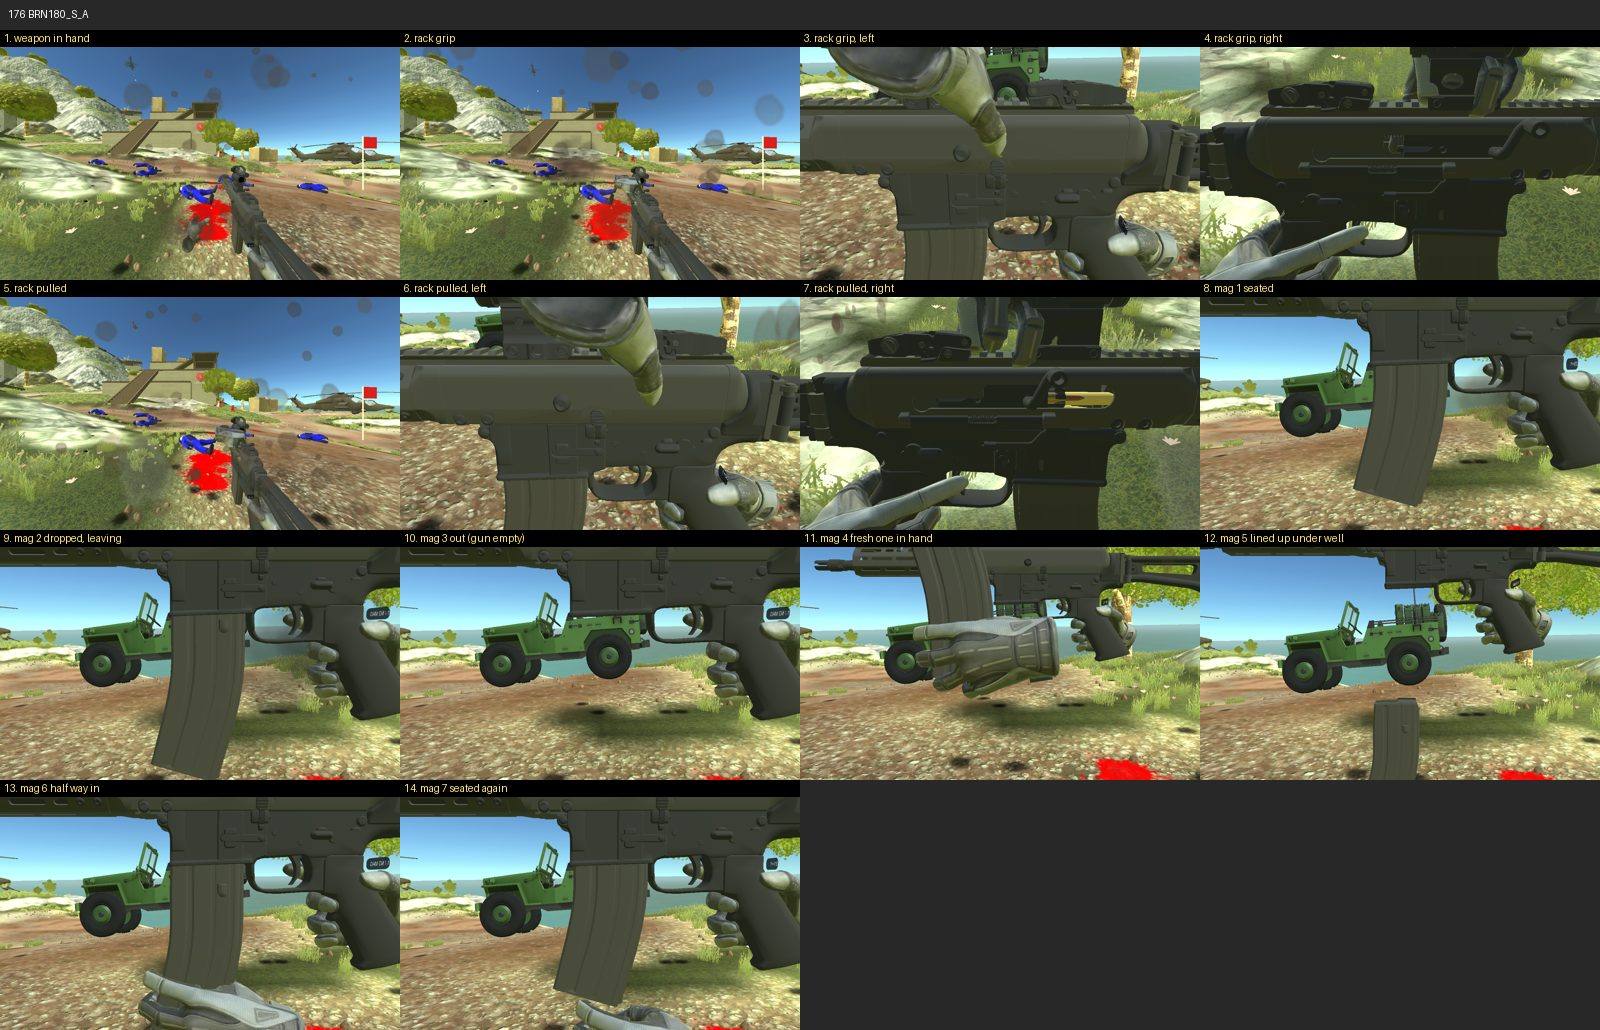 176 BRN180_S_A
1. weapon in hand
2. rack grip
3. rack grip, left
4. rack grip, right
5. rack pulled
6. rack pulled, left
7. rack pulled, right
8. mag 1 seated
9. mag 2 dropped, leaving
10. mag 3 out (gun empty)
11. mag 4 fresh one in hand
12. mag 5 lined up under well
13. mag 6 half way in
14. mag 7 seated again